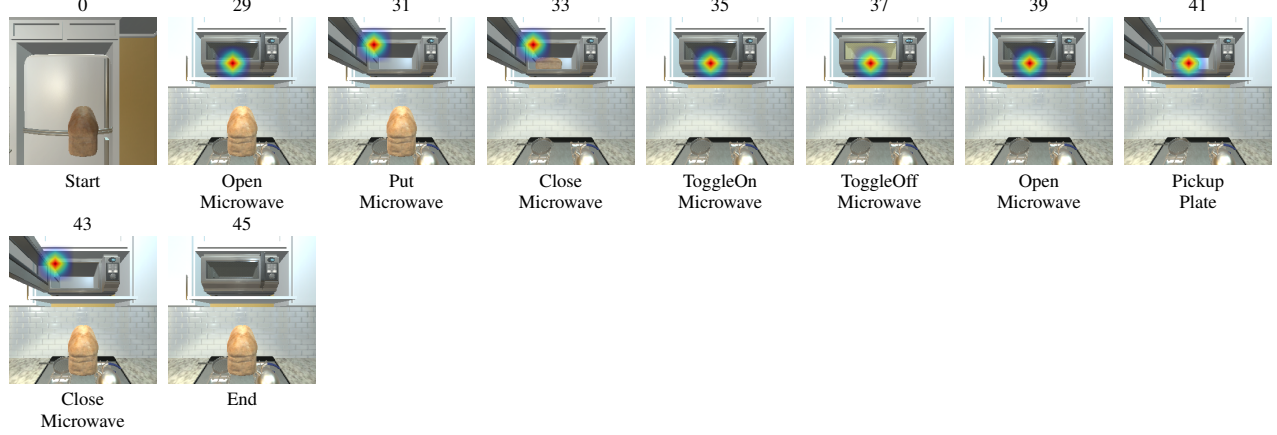 0 29 31 33 35 37 39 41
Start Open Put Close ToggleOn ToggleOff Open Pickup
Microwave Microwave Microwave Microwave Microwave Microwave Plate
43 45
Close End
Microwave